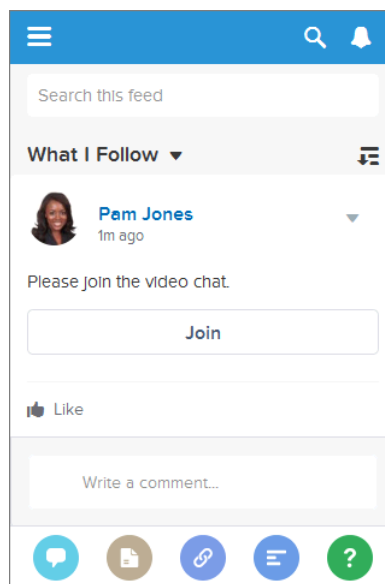 Search this feed
What I Follow
Pam Jones
1m ago
Please join the video chat.
Join
Like
Write a comment...
?